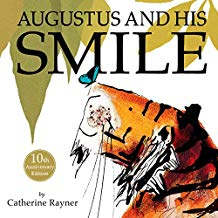 AUGUSTUS AND HIS
SMILE
10th
Anniversary
Edition
by
Catherine Rayner